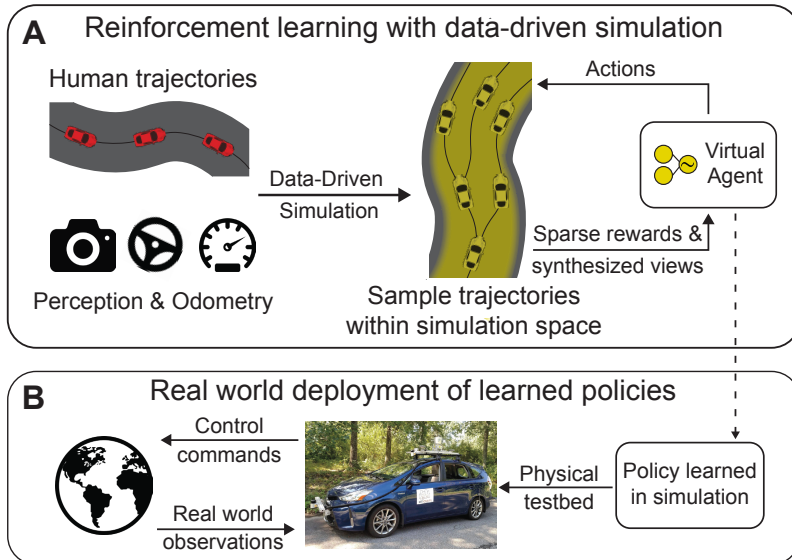 A
Reinforcement learning with data-driven simulation
Human trajectories
Perception & Odometry
Data-Driven
Simulation
Sample trajectories
within simulation space
Actions
Virtual
Agent
Sparse rewards &
synthesized views
B
Real world deployment of learned policies
Control
commands
Real world
observations
Physical
testbed
Policy learned
in simulation